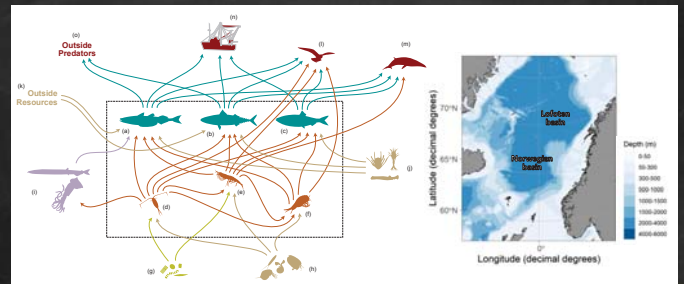 (n)
(o)
Outside
Predators
(l)
(m)
(k)
Outside
Resources
(a)
(b)
(c)
(j)
(i)
(d)
(e)
(f)
(g)
(h)
Latitude (decimal degrees)
70°N
65°N
60°N
Lofoten
basin
Norwegian
basin
0°
Longitude (decimal degrees)
Depth (m)
0-50
50-300
300-500
500-1000
1000-1500
1500-2000
2000-4000
4000-6000